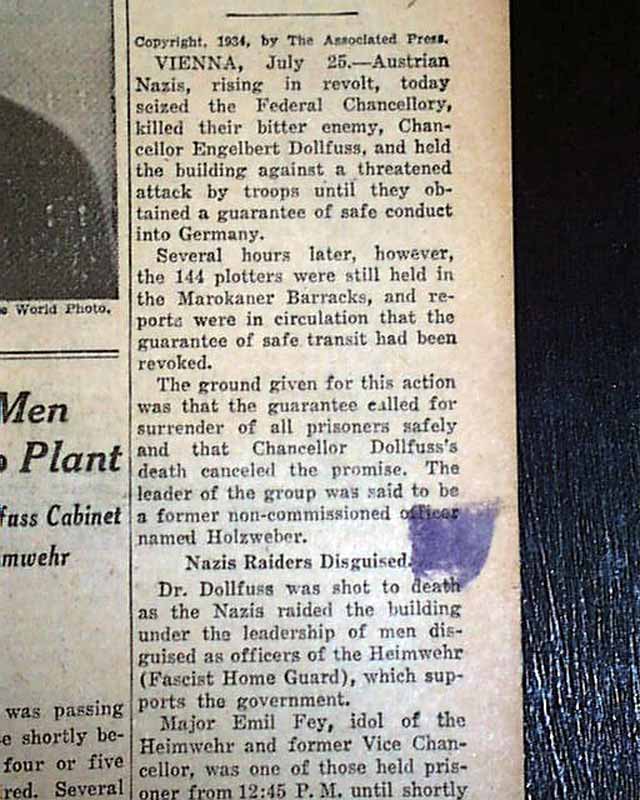 Copyright, 1934, by The Associated Press.
VIENNA, July 25.—Austrian
Nazis, rising in revolt, today
seized the Federal Chancellory,
killed their bitter enemy, Chan-
cellor Engelbert Dollfuss, and held
the building against a threatened
attack by troops until they ob-
tained a guarantee of safe conduct
into Germany.
Several hours later, however,
the 144 plotters were still held in
the Marokaner Barracks, and re-
ports were in circulation that the
guarantee of safe transit had been
revoked.
The ground given for this action
was that the guarantee called for
surrender of all prisoners safely
and that Chancellor Dollfuss's
death canceled the promise. The
leader of the group was said to be
a former non-commissioned officer
named Holzweber.
Nazis Raiders Disguised.
Dr. Dollfuss was shot to death
as the Nazis raided the building
under the leadership of men dis-
guised as officers of the Heimwehr
(Fascist Home Guard), which sup-
ports the government.
Major Emil Fey, idol of the
Heimwehr and former Vice Chan-
cellor, was one of those held pris-
oner from 12:45 P. M. until shortly
World Photo.
Men
Plant
fuss Cabinet
mwehr
was passing
e shortly be-
four or five
red. Several